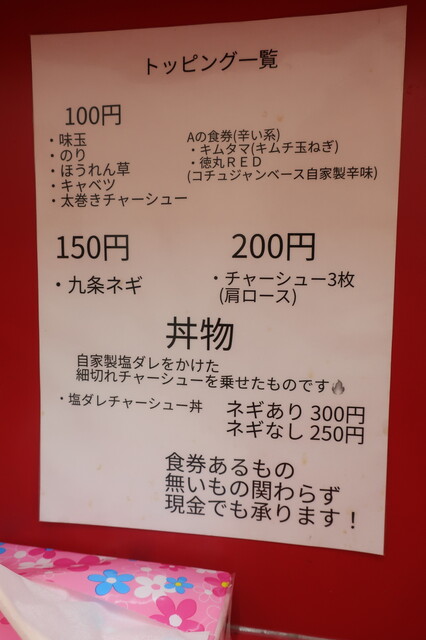 トッピング一覧
100円
・味玉
・のり
・ほうれん草
・キャベツ
・太巻きチャーシュー
Aの食券(辛い系)
・キムタマ(キムチ玉ねぎ)
・徳丸ＲＥＤ
(コチュジャンベース自家製辛味)
150円
・九条ネギ
200円
・チャーシュー3枚
(肩ロース)
丼物
自家製塩ダレをかけた
細切れチャーシューを乗せたものです🔥
・塩ダレチャーシュー丼
ネギあり 300円
ネギなし 250円
食券あるもの
無いもの関わらず
現金でも承ります！